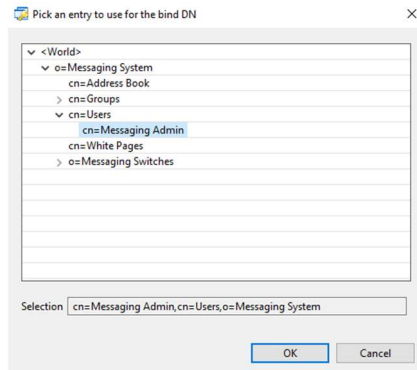 Pick an entry to use for the bind DN
<World>
o=Messaging System
cn=Address Book
cn=Groups
cn=Users
cn=Messaging Admin
cn=White Pages
o=Messaging Switches
Selection cn=Messaging Admin,cn=Users,o=Messaging System
OK Cancel